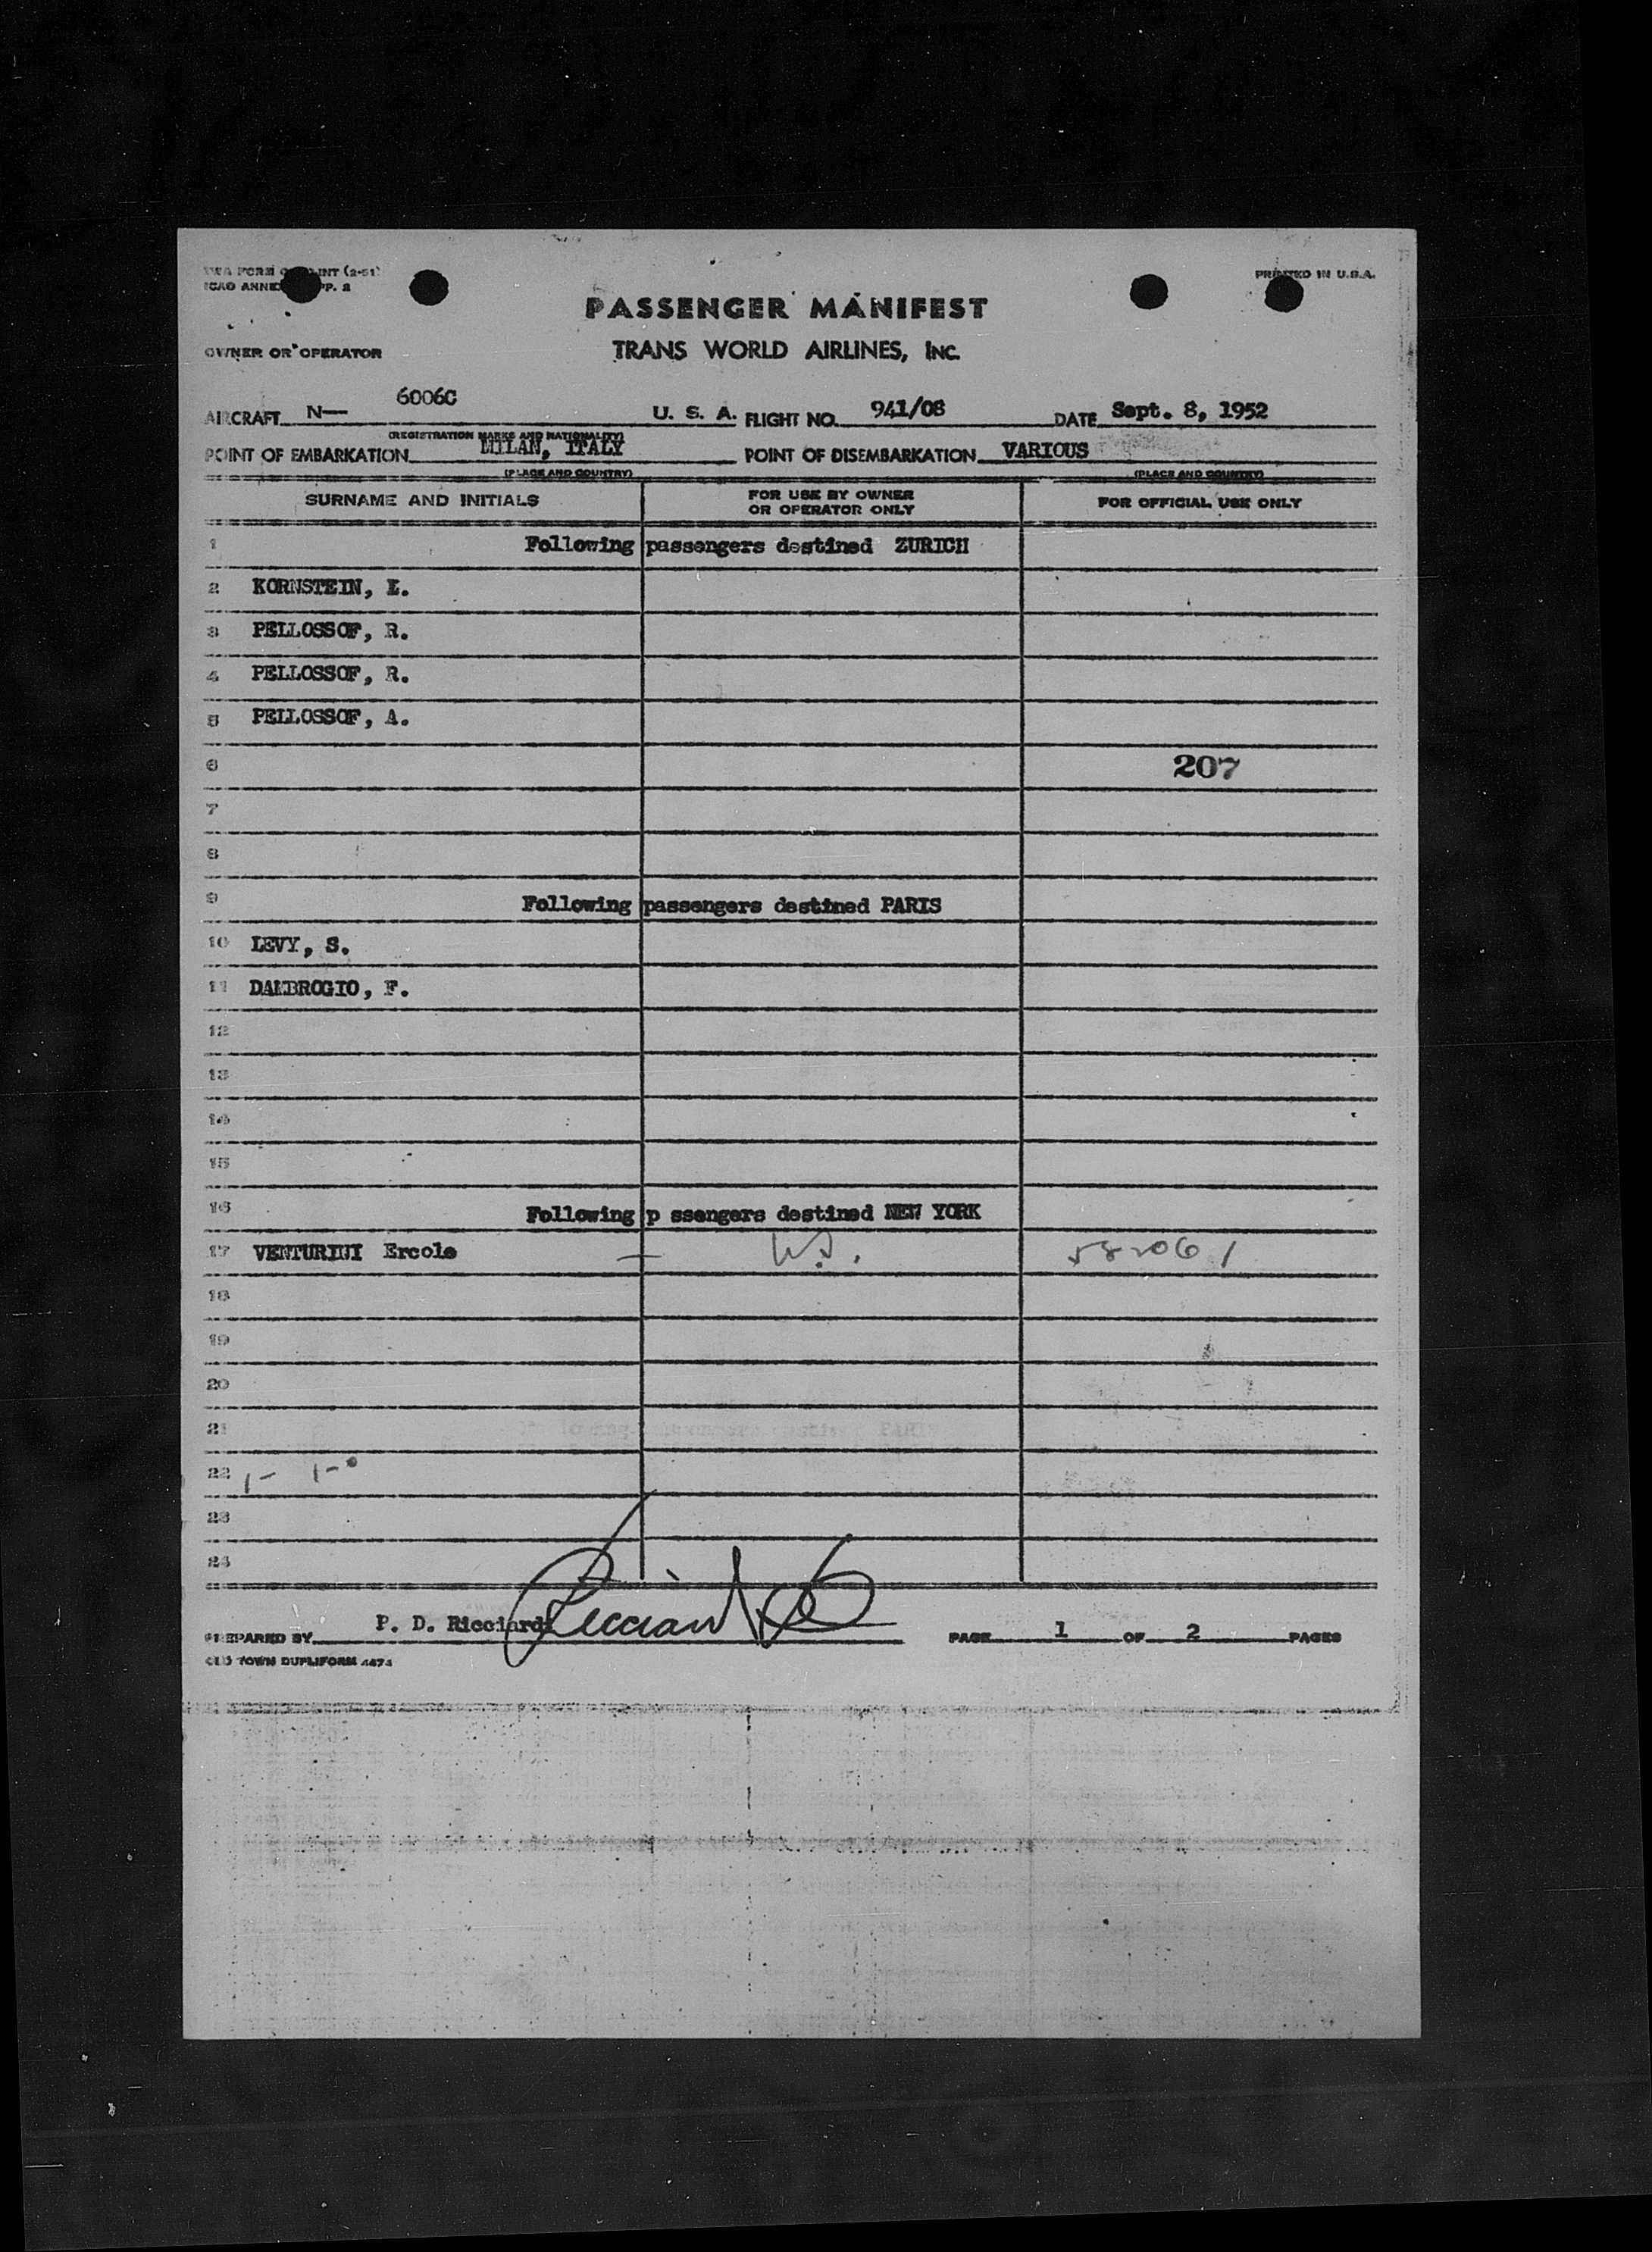 PRINTED IN U.S.A.
PASSENGER MANIFEST
OWNER OR OPERATOR TRANS WORLD AIRLINES, INC.
AIRCRAFT N— 6006C U. S. A. FLIGHT NO. 941/08 DATE Sept. 8, 1952
(REGISTRATION MARKS AND NATIONALITY)
POINT OF EMBARKATION MILAN, ITALY POINT OF DISEMBARKATION VARIOUS
(PLACE AND COUNTRY) (PLACE AND COUNTRY)
SURNAME AND INITIALS FOR USE BY OWNER OR OPERATOR ONLY FOR OFFICIAL USE ONLY
1 Following passengers destined ZURICH
2 KORNSTEIN,
3 PELLOSSOF, R.
4 PELLOSSOF, R.
5 PELLOSSOF, A.
6 207
7
8
9 Following passengers destined PARIS
10 LEVY, S.
11 DAMBROGIO, F.
12
13
14
15
16 Following p ssengers destined NEW YORK
17 VENTURINI Ercole —
18
19
20
21
22
23
24
PREPARED BY P. D. Ricciardi PAGE 1 OF 2 PAGES
OLD TOWN DUPLIFORM 4474